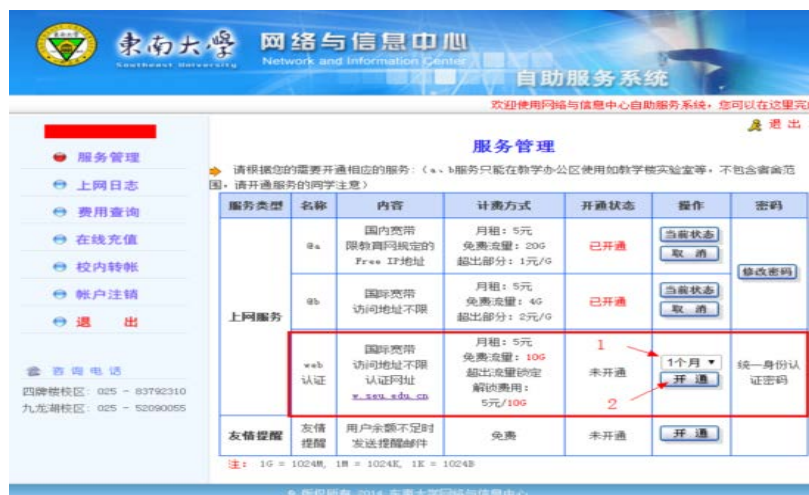 東南大學
Southeast University
网络与信息中心
Network and Information Center
自助服务系统
欢迎使用网络与信息中心自助服务系统，您可以在这里完
退 出
服务管理
上网日志
费用查询
在线充值
校内转帐
帐户注销
退 出
咨询电话
四牌楼校区：025 - 83792310
九龙湖校区：025 - 52090055
服务管理
请根据您的需要开通相应的服务：（a、b服务只能在教学办公区使用如教学楼实验室等，不包含宿舍范
围，请开通服务的同学注意）
服务类型 名称 内容 计费方式 开通状态 操作 密码
上网服务
@a
国内宽带
限教育网规定的
Free IP地址
月租：5元
免费流量：20G
超出部分：1元/G
已开通
当前状态
取 消
修改密码
@b
国际宽带
访问地址不限
月租：5元
免费流量：4G
超出部分：2元/G
已开通
当前状态
取 消
web
认证
国际宽带
访问地址不限
认证网址
w.seu.edu.cn
月租：5元
免费流量：10G
超出流量锁定
解锁费用：
5元/10G
未开通
1
2
1个月
开 通
统一身份认
证密码
友情提醒
友情
提醒
用户余额不足时
发送提醒邮件
免费
未开通
开 通
注： 1G = 1024M, 1M = 1024K, 1K = 1024B
© 版权所有 2014 东南大学网络与信息中心